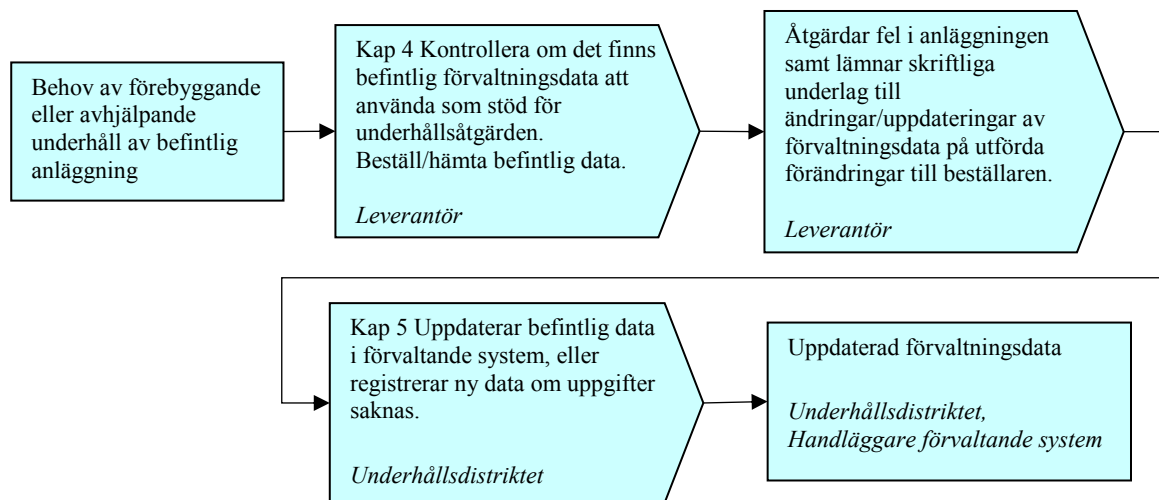 Behov av förebyggande
eller avhjälpande
underhåll av befintlig
anläggning
Kap 4 Kontrollera om det finns
befintlig förvaltningsdata att
använda som stöd för
underhållsåtgärden.
Beställ/hämta befintlig data.
Leverantör
Åtgärdar fel i anläggningen
samt lämnar skriftliga
underlag till
ändringar/uppdateringar av
förvaltningsdata på utförda
förändringar till beställaren.
Leverantör
Kap 5 Uppdaterar befintlig data
i förvaltande system, eller
registrerar ny data om uppgifter
saknas.
Underhållsdistriktet
Uppdaterad förvaltningsdata
Underhållsdistriktet,
Handläggare förvaltande system